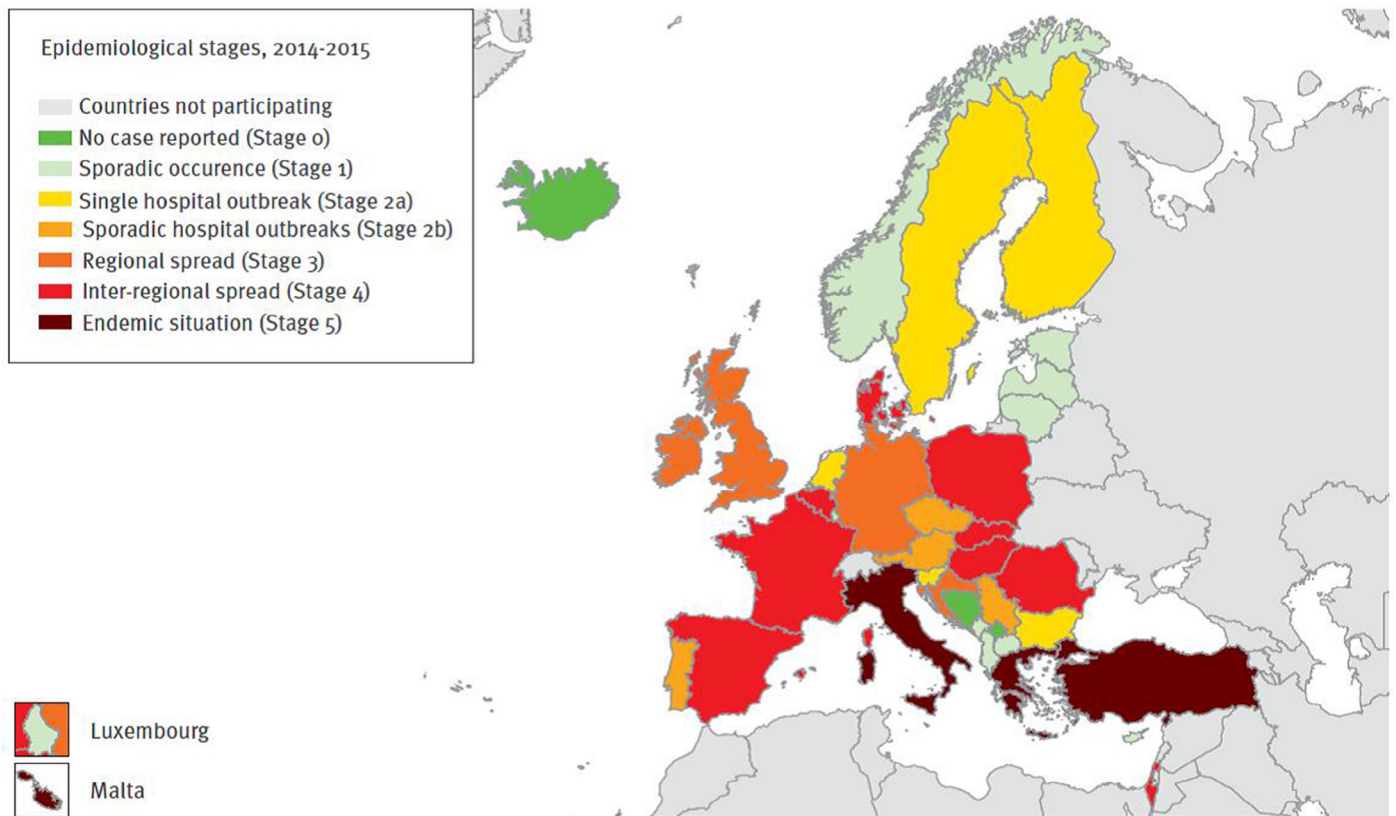 Epidemiological stages, 2014-2015
Countries not participating
No case reported (Stage 0)
Sporadic occurence (Stage 1)
Single hospital outbreak (Stage 2a)
Sporadic hospital outbreaks (Stage 2b)
Regional spread (Stage 3)
Inter-regional spread (Stage 4)
Endemic situation (Stage 5)
Luxembourg
Malta